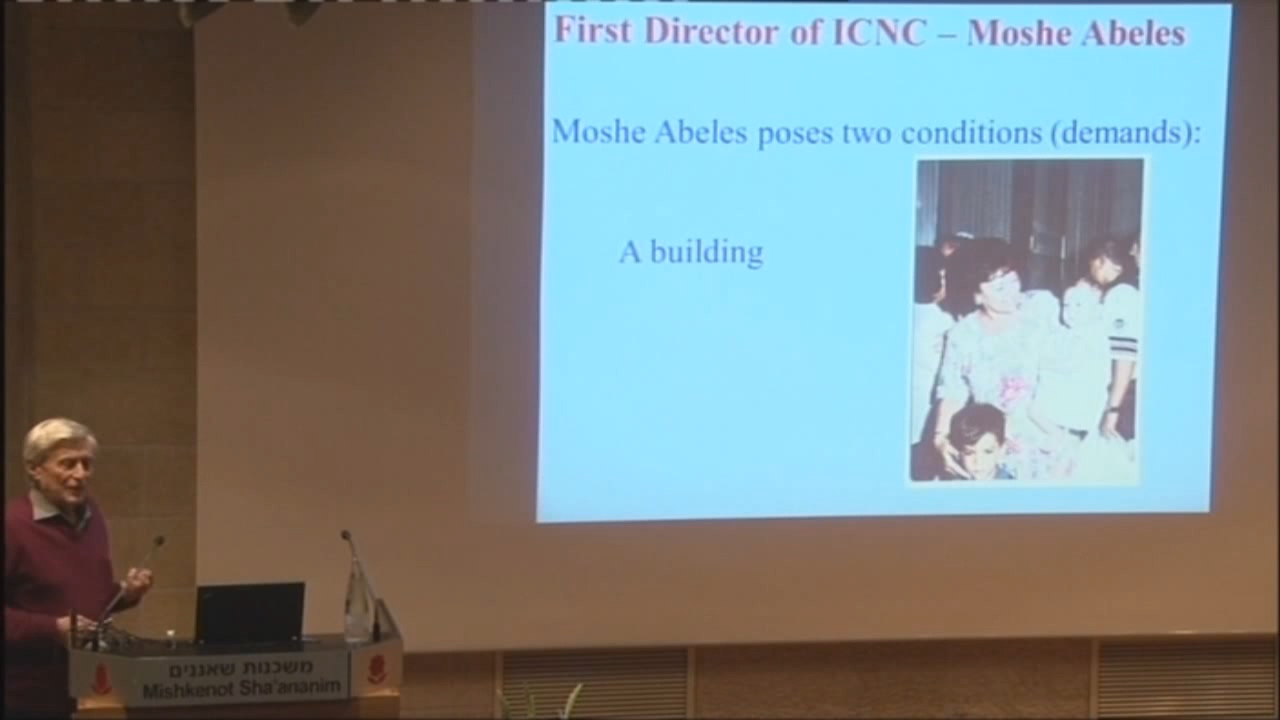 First Director of ICNC – Moshe Abeles
Moshe Abeles poses two conditions (demands):
A building
משכנות שאננים
Mishkenot Sha'ananim